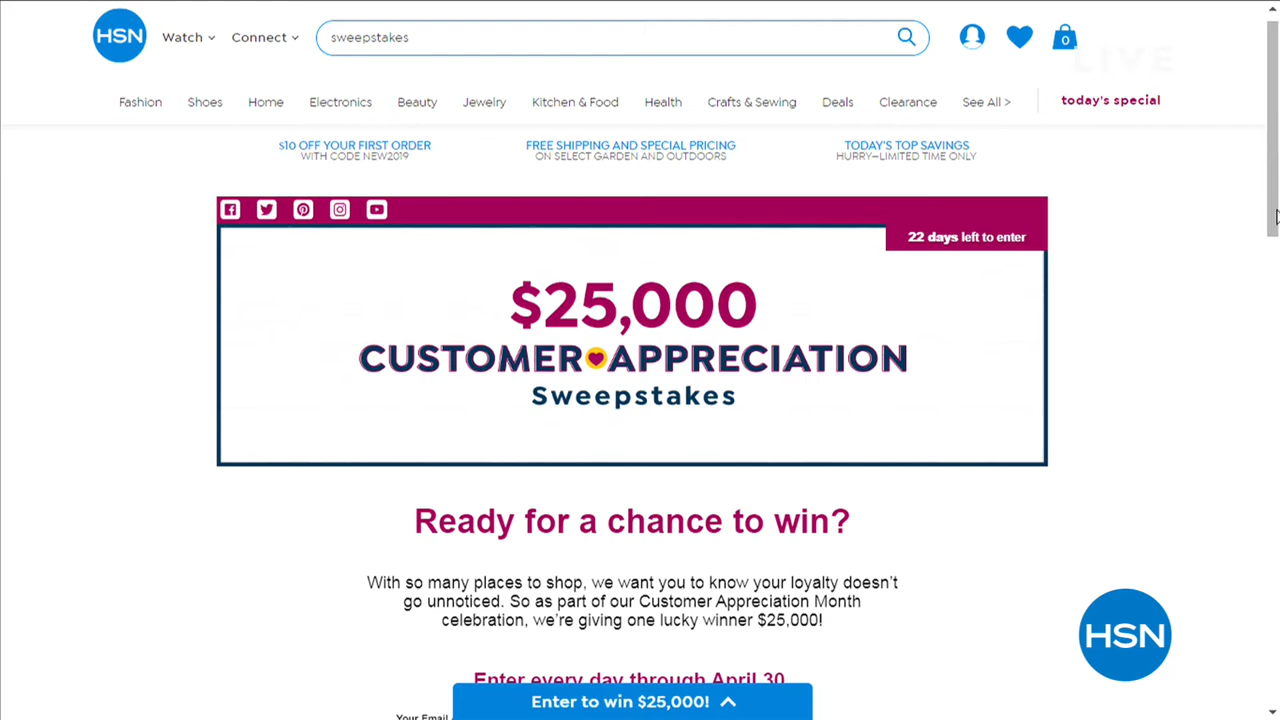 HSN
Watch
Connect
sweepstakes
0
LIVE
Fashion
Shoes
Home
Electronics
Beauty
Jewelry
Kitchen & Food
Health
Crafts & Sewing
Deals
Clearance
See All >
today's special
$10 OFF YOUR FIRST ORDER
WITH CODE NEW2019
FREE SHIPPING AND SPECIAL PRICING
ON SELECT GARDEN AND OUTDOORS
TODAY'S TOP SAVINGS
HURRY—LIMITED TIME ONLY
22 days left to enter
$25,000
CUSTOMER APPRECIATION
Sweepstakes
Ready for a chance to win?
With so many places to shop, we want you to know your loyalty doesn’t
go unnoticed. So as part of our Customer Appreciation Month
celebration, we’re giving one lucky winner $25,000!
Enter every day through April 30
Enter to win $25,000!
Your Email
HSN